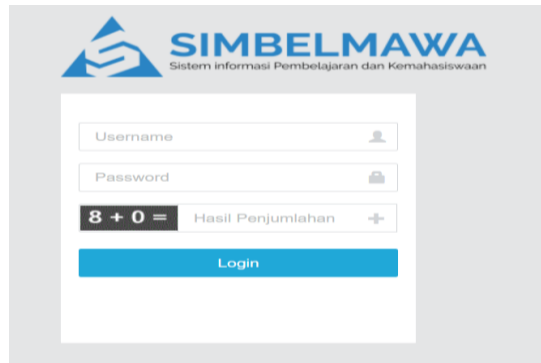 SIMBELMAWA
Sistem informasi Pembelajaran dan Kemahasiswaan
Username
Password
8 + 0 = Hasil Penjumlahan
Login